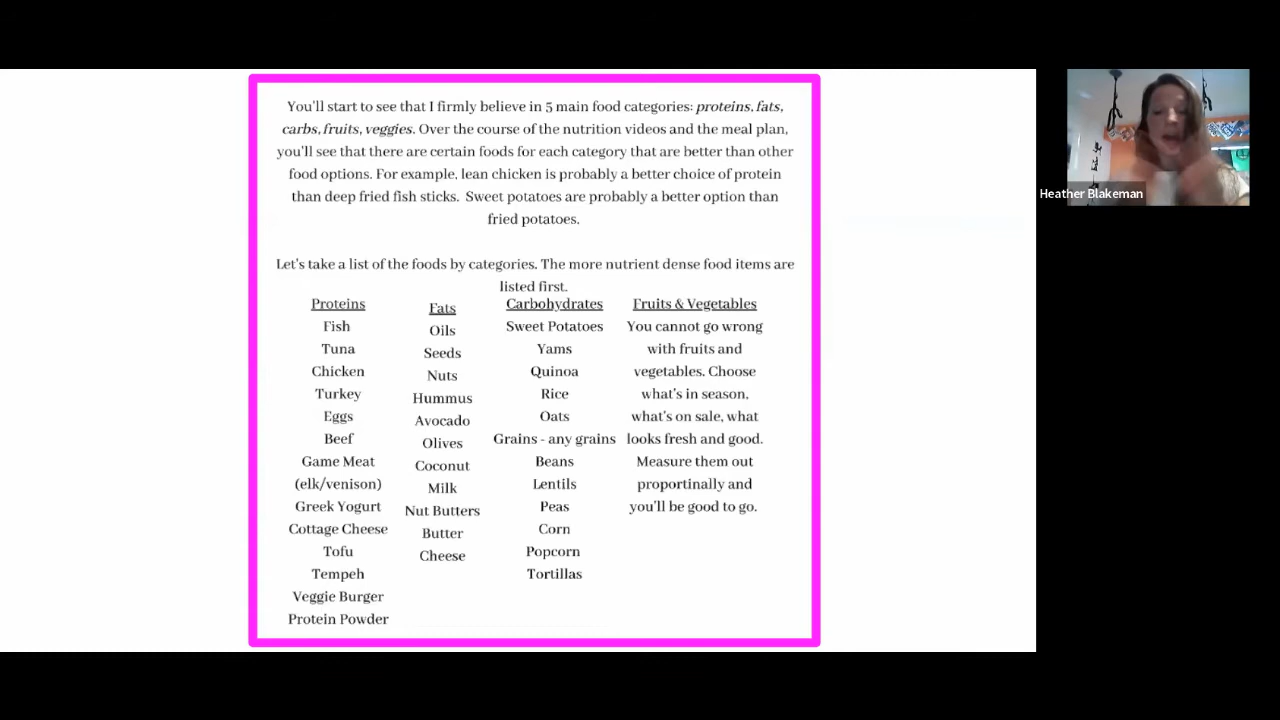 You'll start to see that I firmly believe in 5 main food categories: proteins, fats,
carbs, fruits, veggies. Over the course of the nutrition videos and the meal plan,
you'll see that there are certain foods for each category that are better than other
food options. For example, lean chicken is probably a better choice of protein
than deep fried fish sticks. Sweet potatoes are probably a better option than
fried potatoes.
Let's take a list of the foods by categories. The more nutrient dense food items are
listed first.
Proteins
Fish
Tuna
Chicken
Turkey
Eggs
Beef
Game Meat
(elk/venison)
Greek Yogurt
Cottage Cheese
Tofu
Tempeh
Veggie Burger
Protein Powder
Fats
Oils
Seeds
Nuts
Hummus
Avocado
Olives
Coconut
Milk
Nut Butters
Butter
Cheese
Carbohydrates
Sweet Potatoes
Yams
Quinoa
Rice
Oats
Grains - any grains
Beans
Lentils
Peas
Corn
Popcorn
Tortillas
Fruits & Vegetables
You cannot go wrong
with fruits and
vegetables. Choose
what's in season,
what's on sale, what
looks fresh and good.
Measure them out
proportinally and
you'll be good to go.
Heather Blakeman